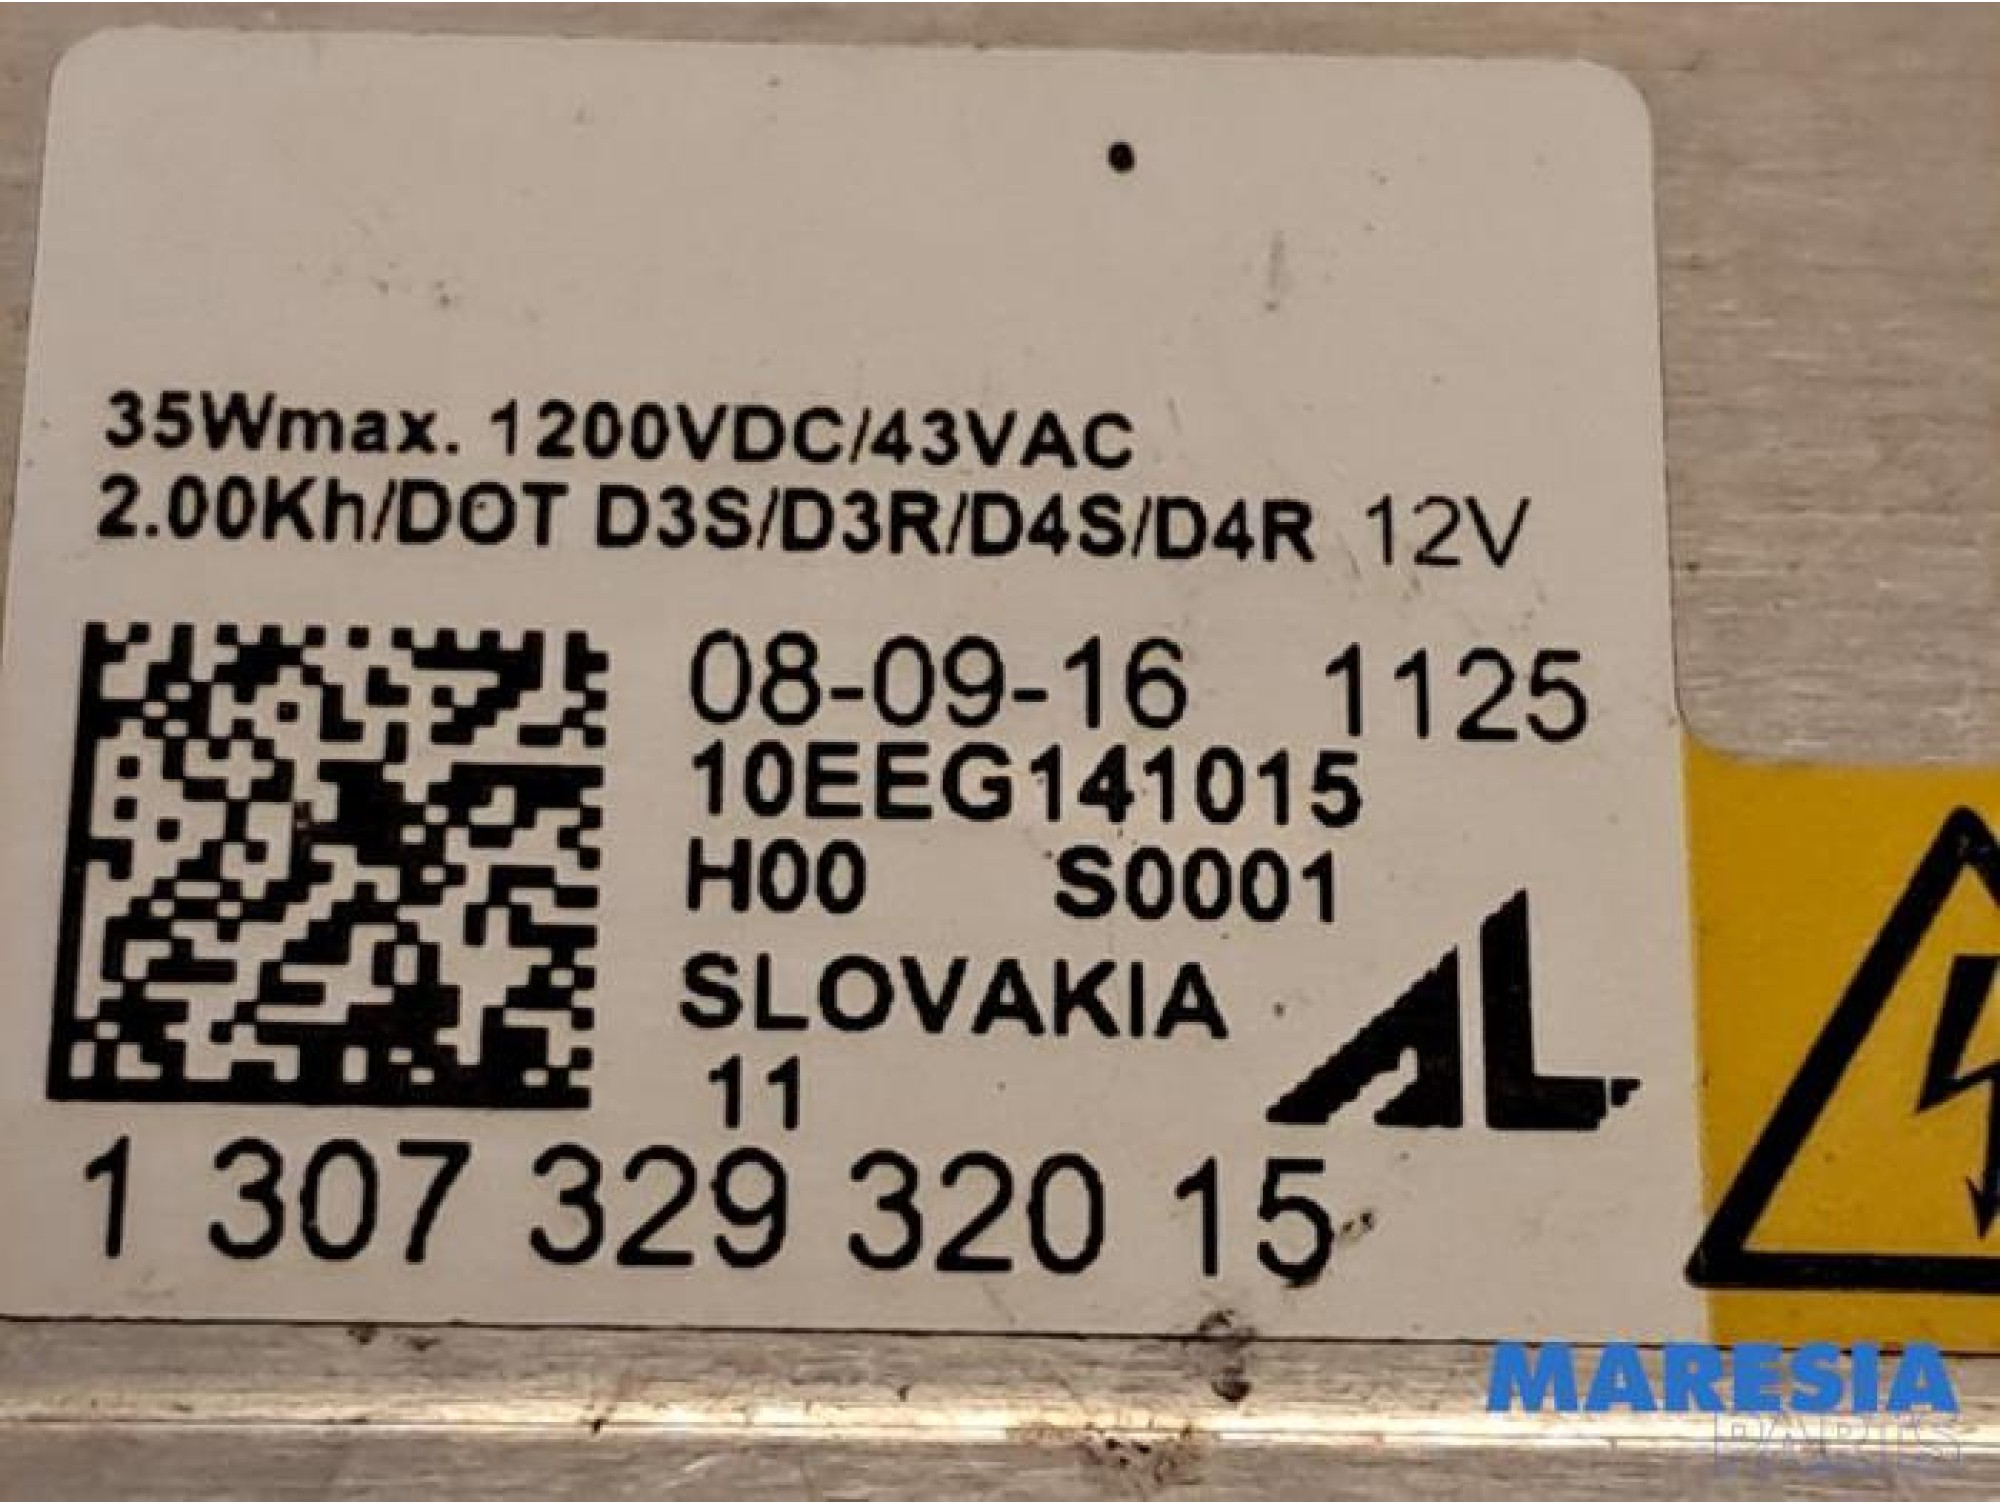 35Wmax. 1200VDC/43VAC
2.00Kh/DOT D3S/D3R/D4S/D4R 12V
08-09-16 1125
10EEG141015
H00 S0001
SLOVAKIA
11
AL
1 307 329 320 15
MARESIA
PARTS